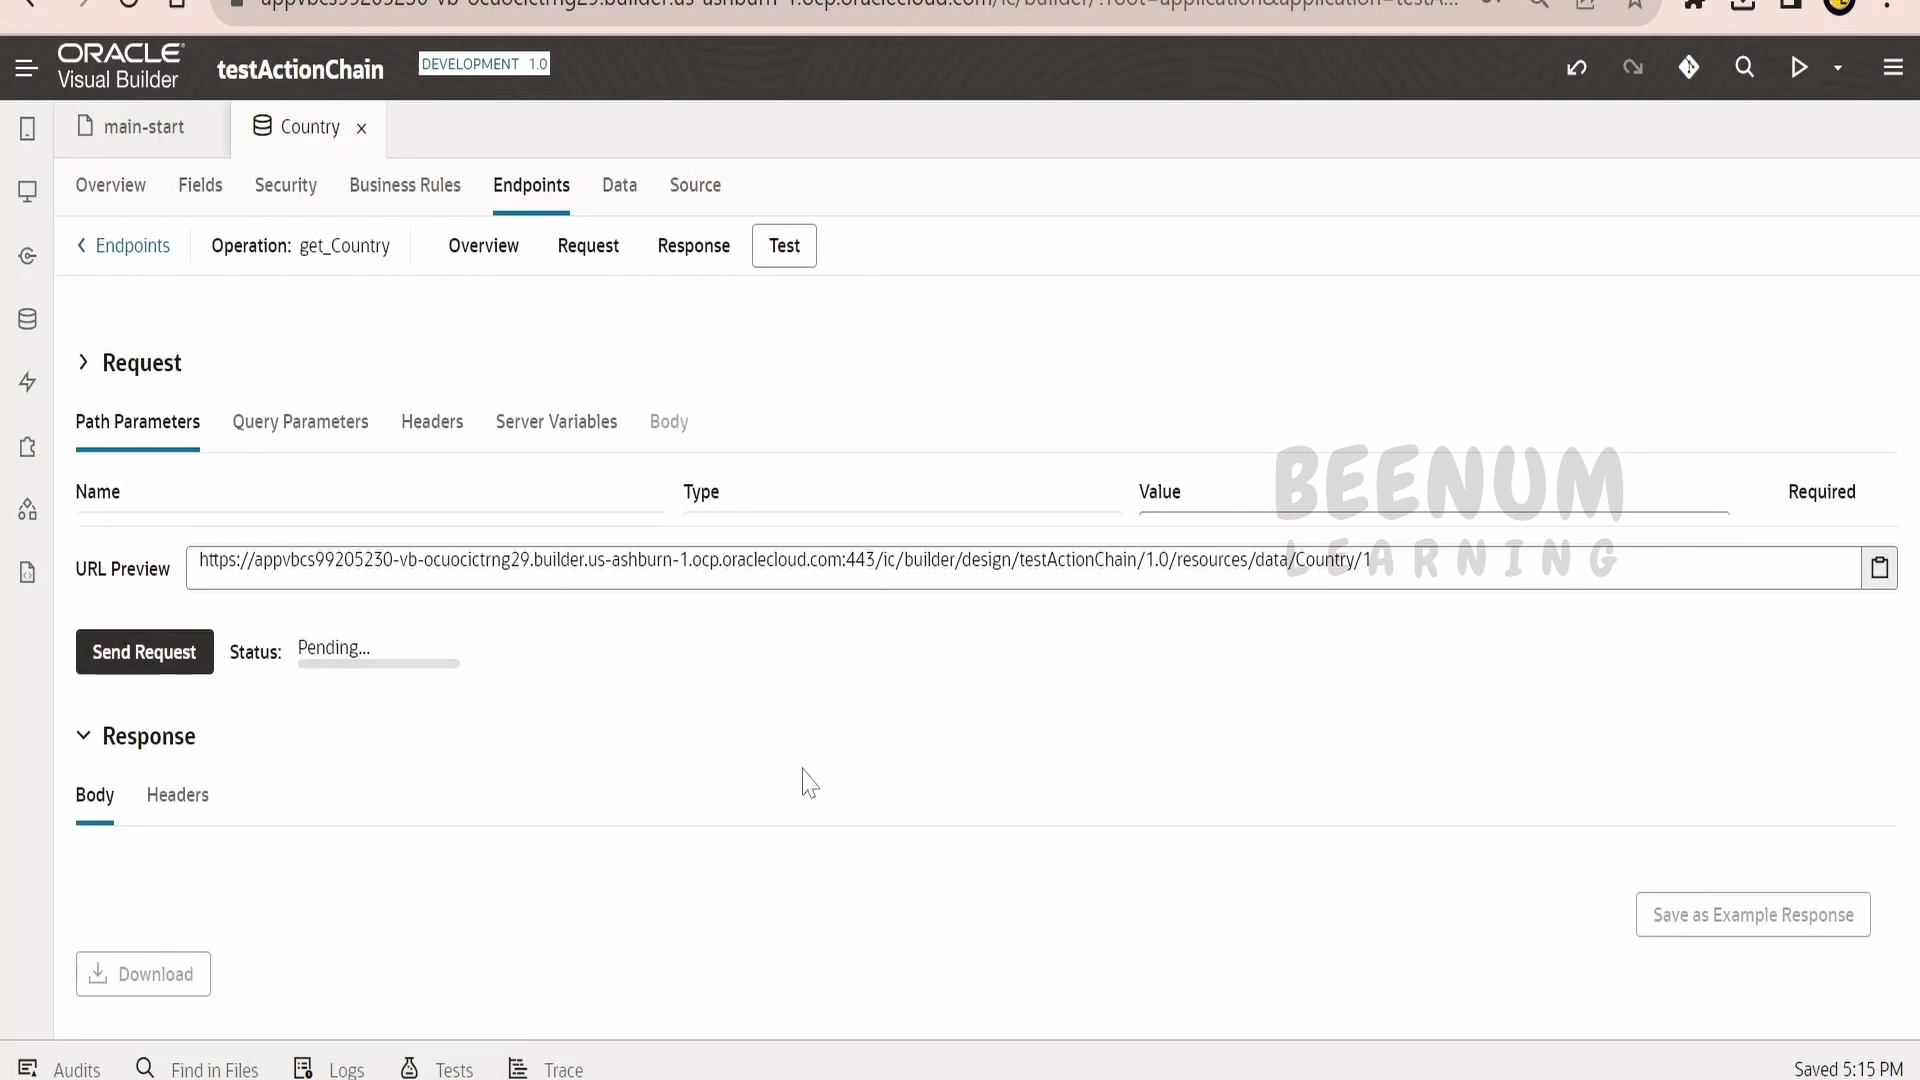 ORACLE
Visual Builder
testActionChain
DEVELOPMENT 1.0
main-start
Country
Overview Fields Security Business Rules Endpoints Data Source
Endpoints Operation: get_Country Overview Request Response Test
Request
Path Parameters Query Parameters Headers Server Variables Body
Name Type Value Required
BEENUM
LEARNING
URL Preview https://appvbcs99205230-vb-ocuocictrng29.builder.us-ashburn-1.ocp.oraclecloud.com:443/ic/builder/design/testActionChain/1.0/resources/data/Country/1
Send Request Status: Pending...
Response
Body Headers
Save as Example Response
Download
Audits Find in Files Logs Tests Trace Saved 5:15 PM